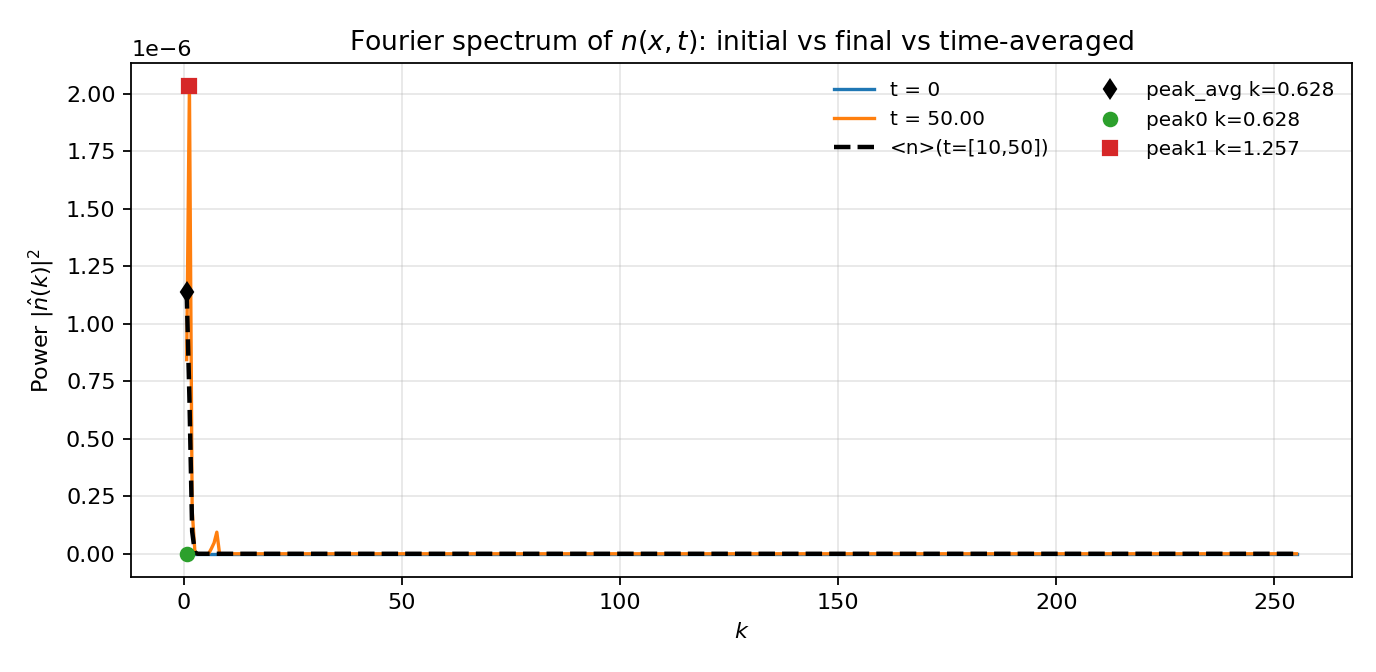 Fourier spectrum of n(x, t): initial vs final vs time-averaged
1e−6
2.00
1.75
1.50
1.25
1.00
0.75
0.50
0.25
0.00
Power |n̂(k)|²
t = 0
t = 50.00
<n>(t=[10,50])
peak_avg k=0.628
peak0 k=0.628
peak1 k=1.257
0 50 100 150 200 250
k